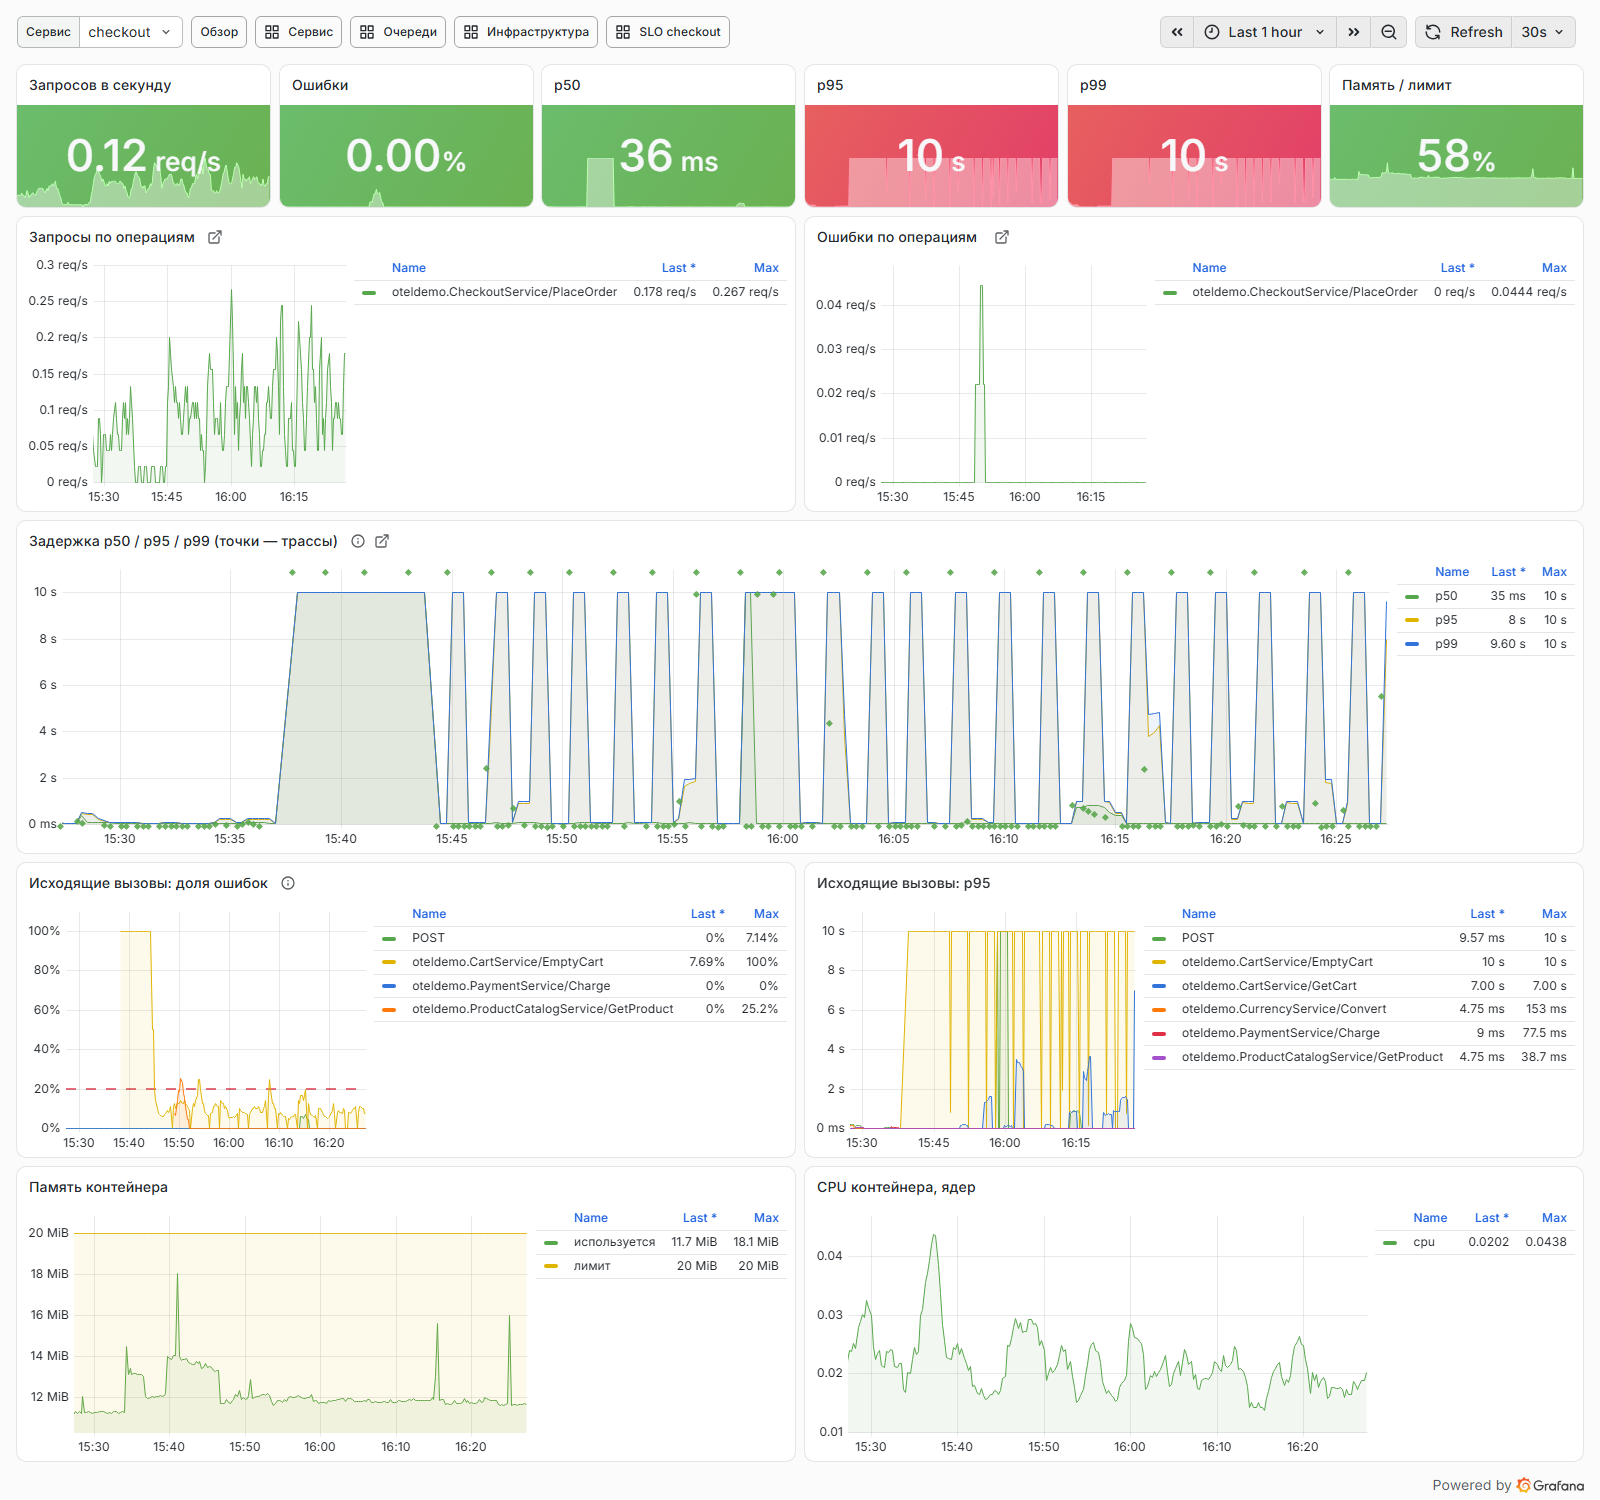 Сервис checkout Обзор Сервис Очереди Инфраструктура SLO checkout Last 1 hour Refresh 30s
Запросов в секунду Ошибки p50 p95 p99 Память / лимит
0.12 req/s 0.00% 36 ms 10 s 10 s 58%
Запросы по операциям
Name Last * Max
oteldemo.CheckoutService/PlaceOrder 0.178 req/s 0.267 req/s
0.3 req/s
0.25 req/s
0.2 req/s
0.15 req/s
0.1 req/s
0.05 req/s
0 req/s
15:30 15:45 16:00 16:15
Ошибки по операциям
Name Last * Max
oteldemo.CheckoutService/PlaceOrder 0 req/s 0.0444 req/s
0.04 req/s
0.03 req/s
0.02 req/s
0.01 req/s
0 req/s
15:30 15:45 16:00 16:15
Задержка p50 / p95 / p99 (точки — трассы)
10 s
8 s
6 s
4 s
2 s
0 ms
15:30 15:35 15:40 15:45 15:50 15:55 16:00 16:05 16:10 16:15 16:20 16:25
Name Last * Max
p50 35 ms 10 s
p95 8 s 10 s
p99 9.60 s 10 s
Исходящие вызовы: доля ошибок
100%
80%
60%
40%
20%
0%
15:30 15:40 15:50 16:00 16:10 16:20
Name Last * Max
POST 0% 7.14%
oteldemo.CartService/EmptyCart 7.69% 100%
oteldemo.PaymentService/Charge 0% 0%
oteldemo.ProductCatalogService/GetProduct 0% 25.2%
Исходящие вызовы: p95
10 s
8 s
6 s
4 s
2 s
0 ms
15:30 15:45 16:00 16:15
Name Last * Max
POST 9.57 ms 10 s
oteldemo.CartService/EmptyCart 10 s 10 s
oteldemo.CartService/GetCart 7.00 s 7.00 s
oteldemo.CurrencyService/Convert 4.75 ms 153 ms
oteldemo.PaymentService/Charge 9 ms 77.5 ms
oteldemo.ProductCatalogService/GetProduct 4.75 ms 38.7 ms
Память контейнера
20 MiB
18 MiB
16 MiB
14 MiB
12 MiB
15:30 15:40 15:50 16:00 16:10 16:20
Name Last * Max
используется 11.7 MiB 18.1 MiB
лимит 20 MiB 20 MiB
CPU контейнера, ядер
0.04
0.03
0.02
0.01
15:30 15:40 15:50 16:00 16:10 16:20
Name Last * Max
cpu 0.0202 0.0438
Powered by Grafana